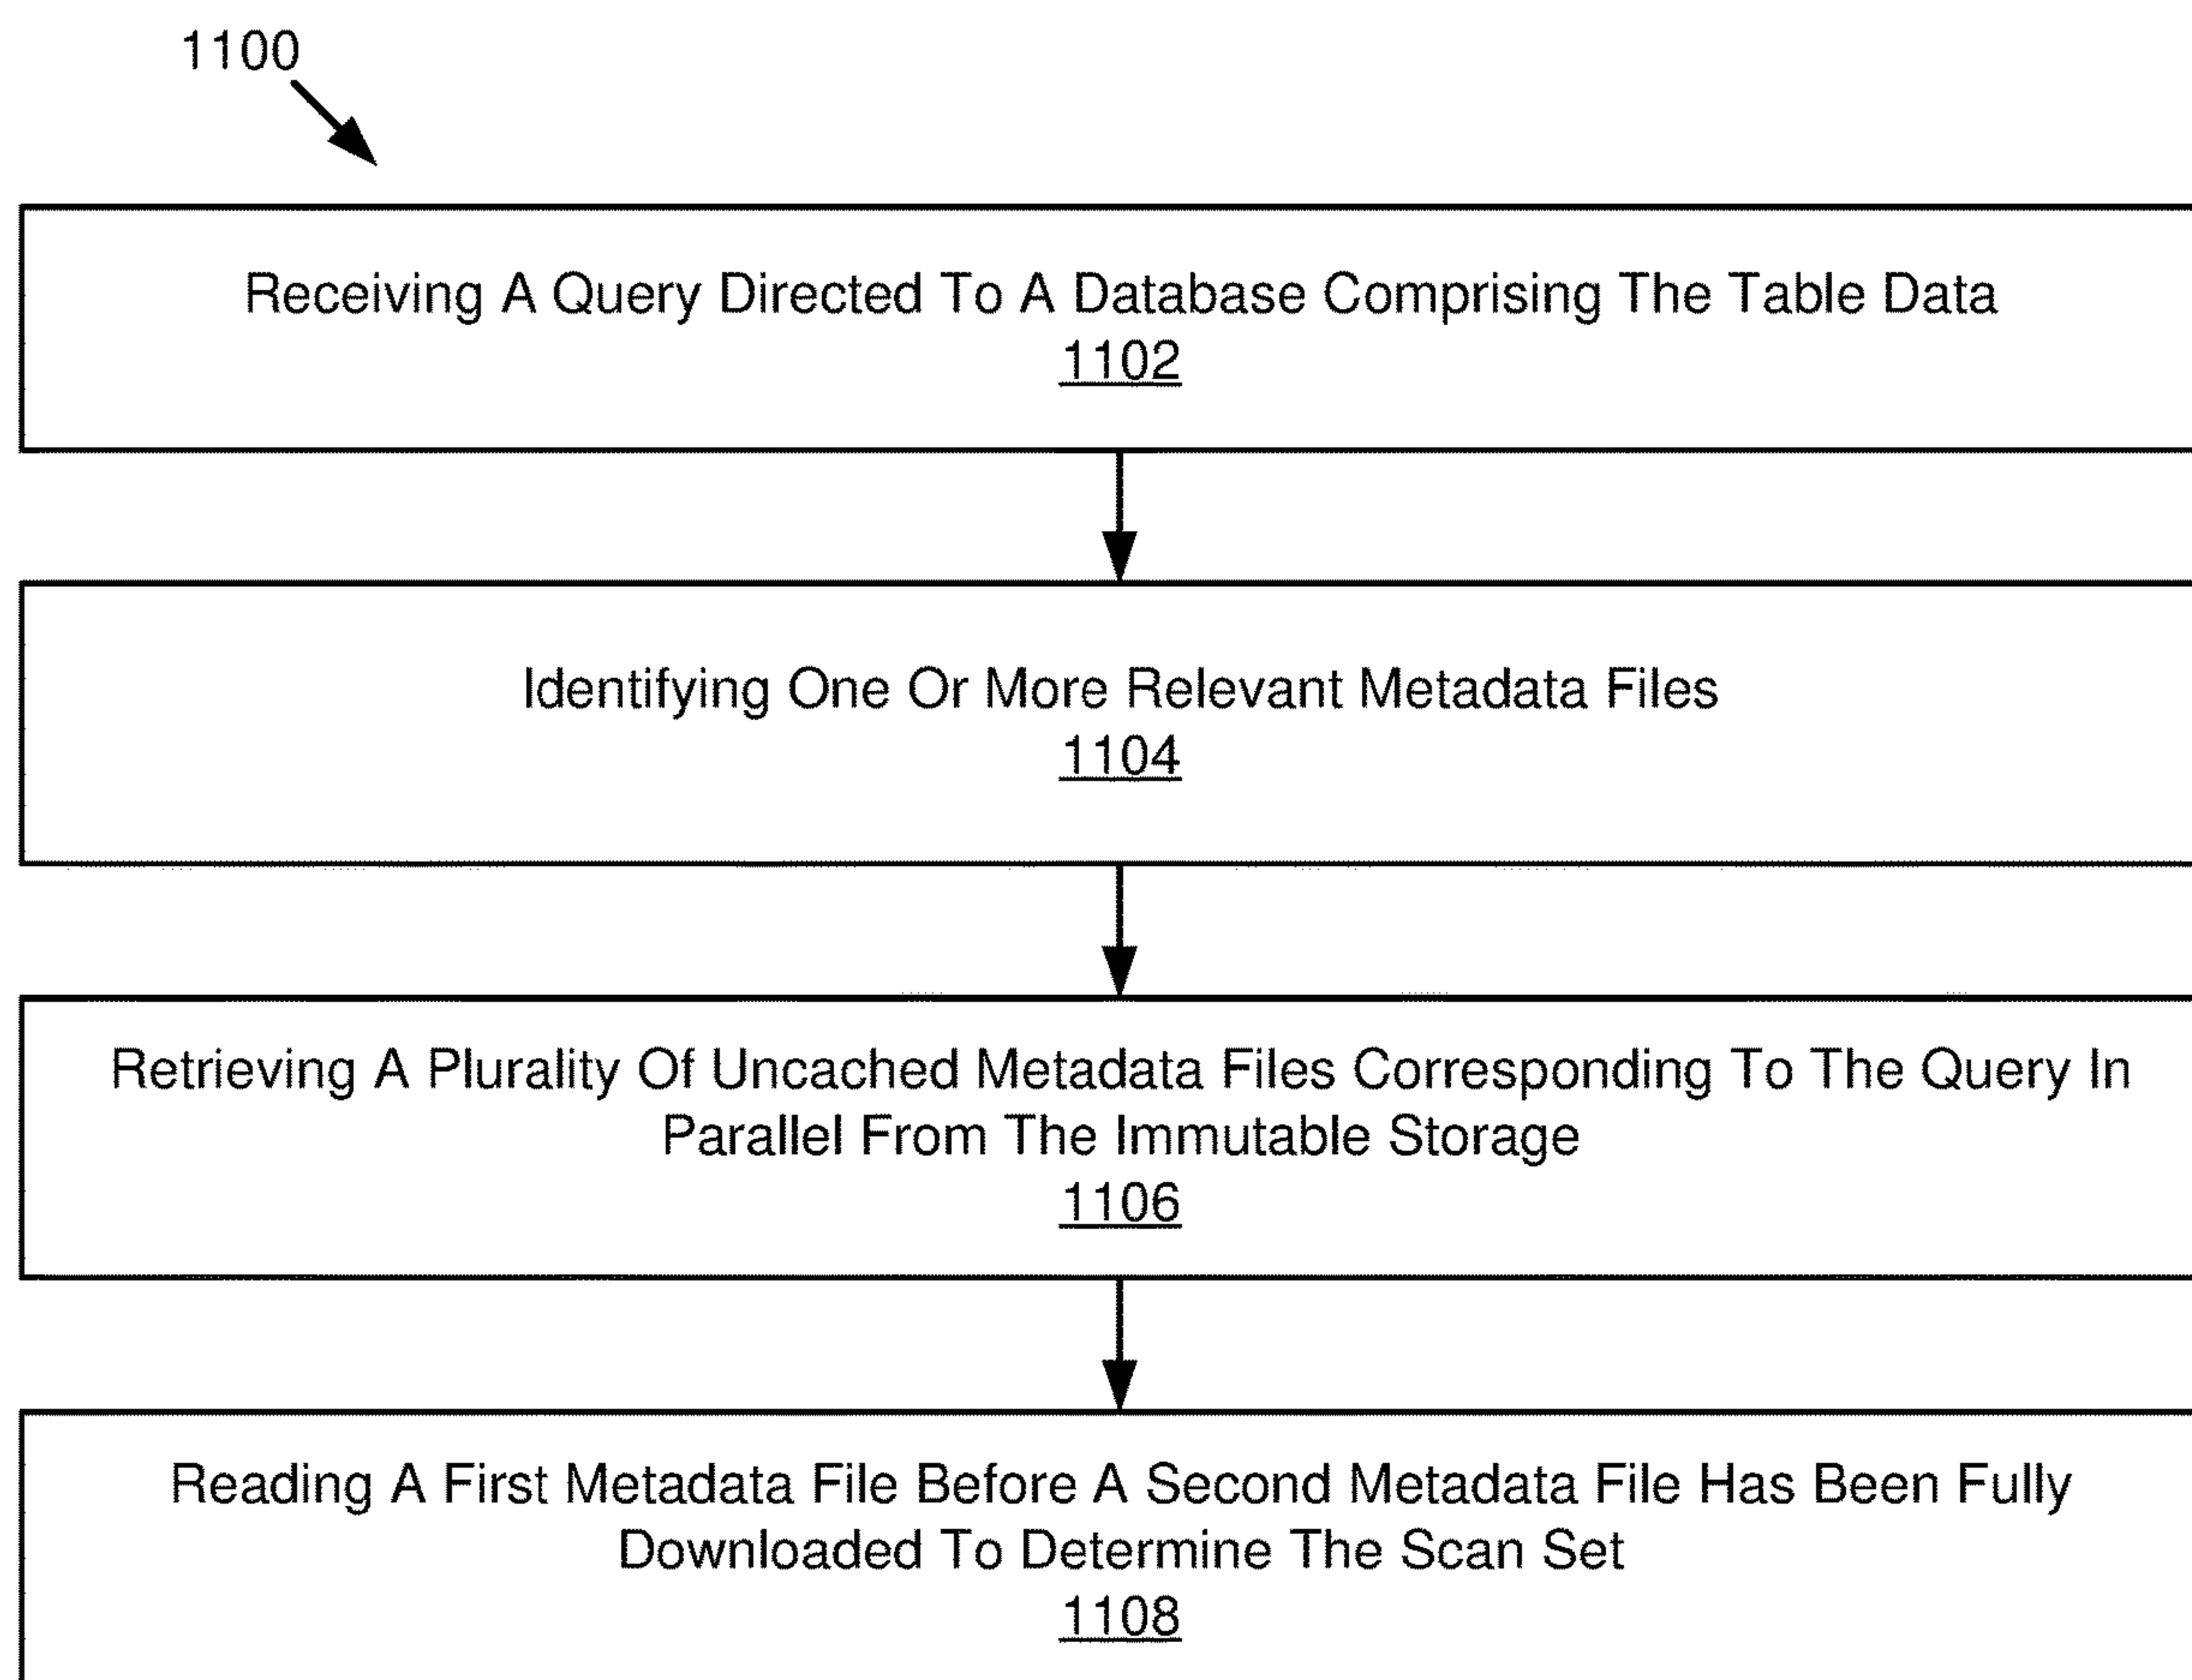 1100
Receiving A Query Directed To A Database Comprising The Table Data
1102
Identifying One Or More Relevant Metadata Files
1104
Retrieving A Plurality Of Uncached Metadata Files Corresponding To The Query In
Parallel From The Immutable Storage
1106
Reading A First Metadata File Before A Second Metadata File Has Been Fully
Downloaded To Determine The Scan Set
1108